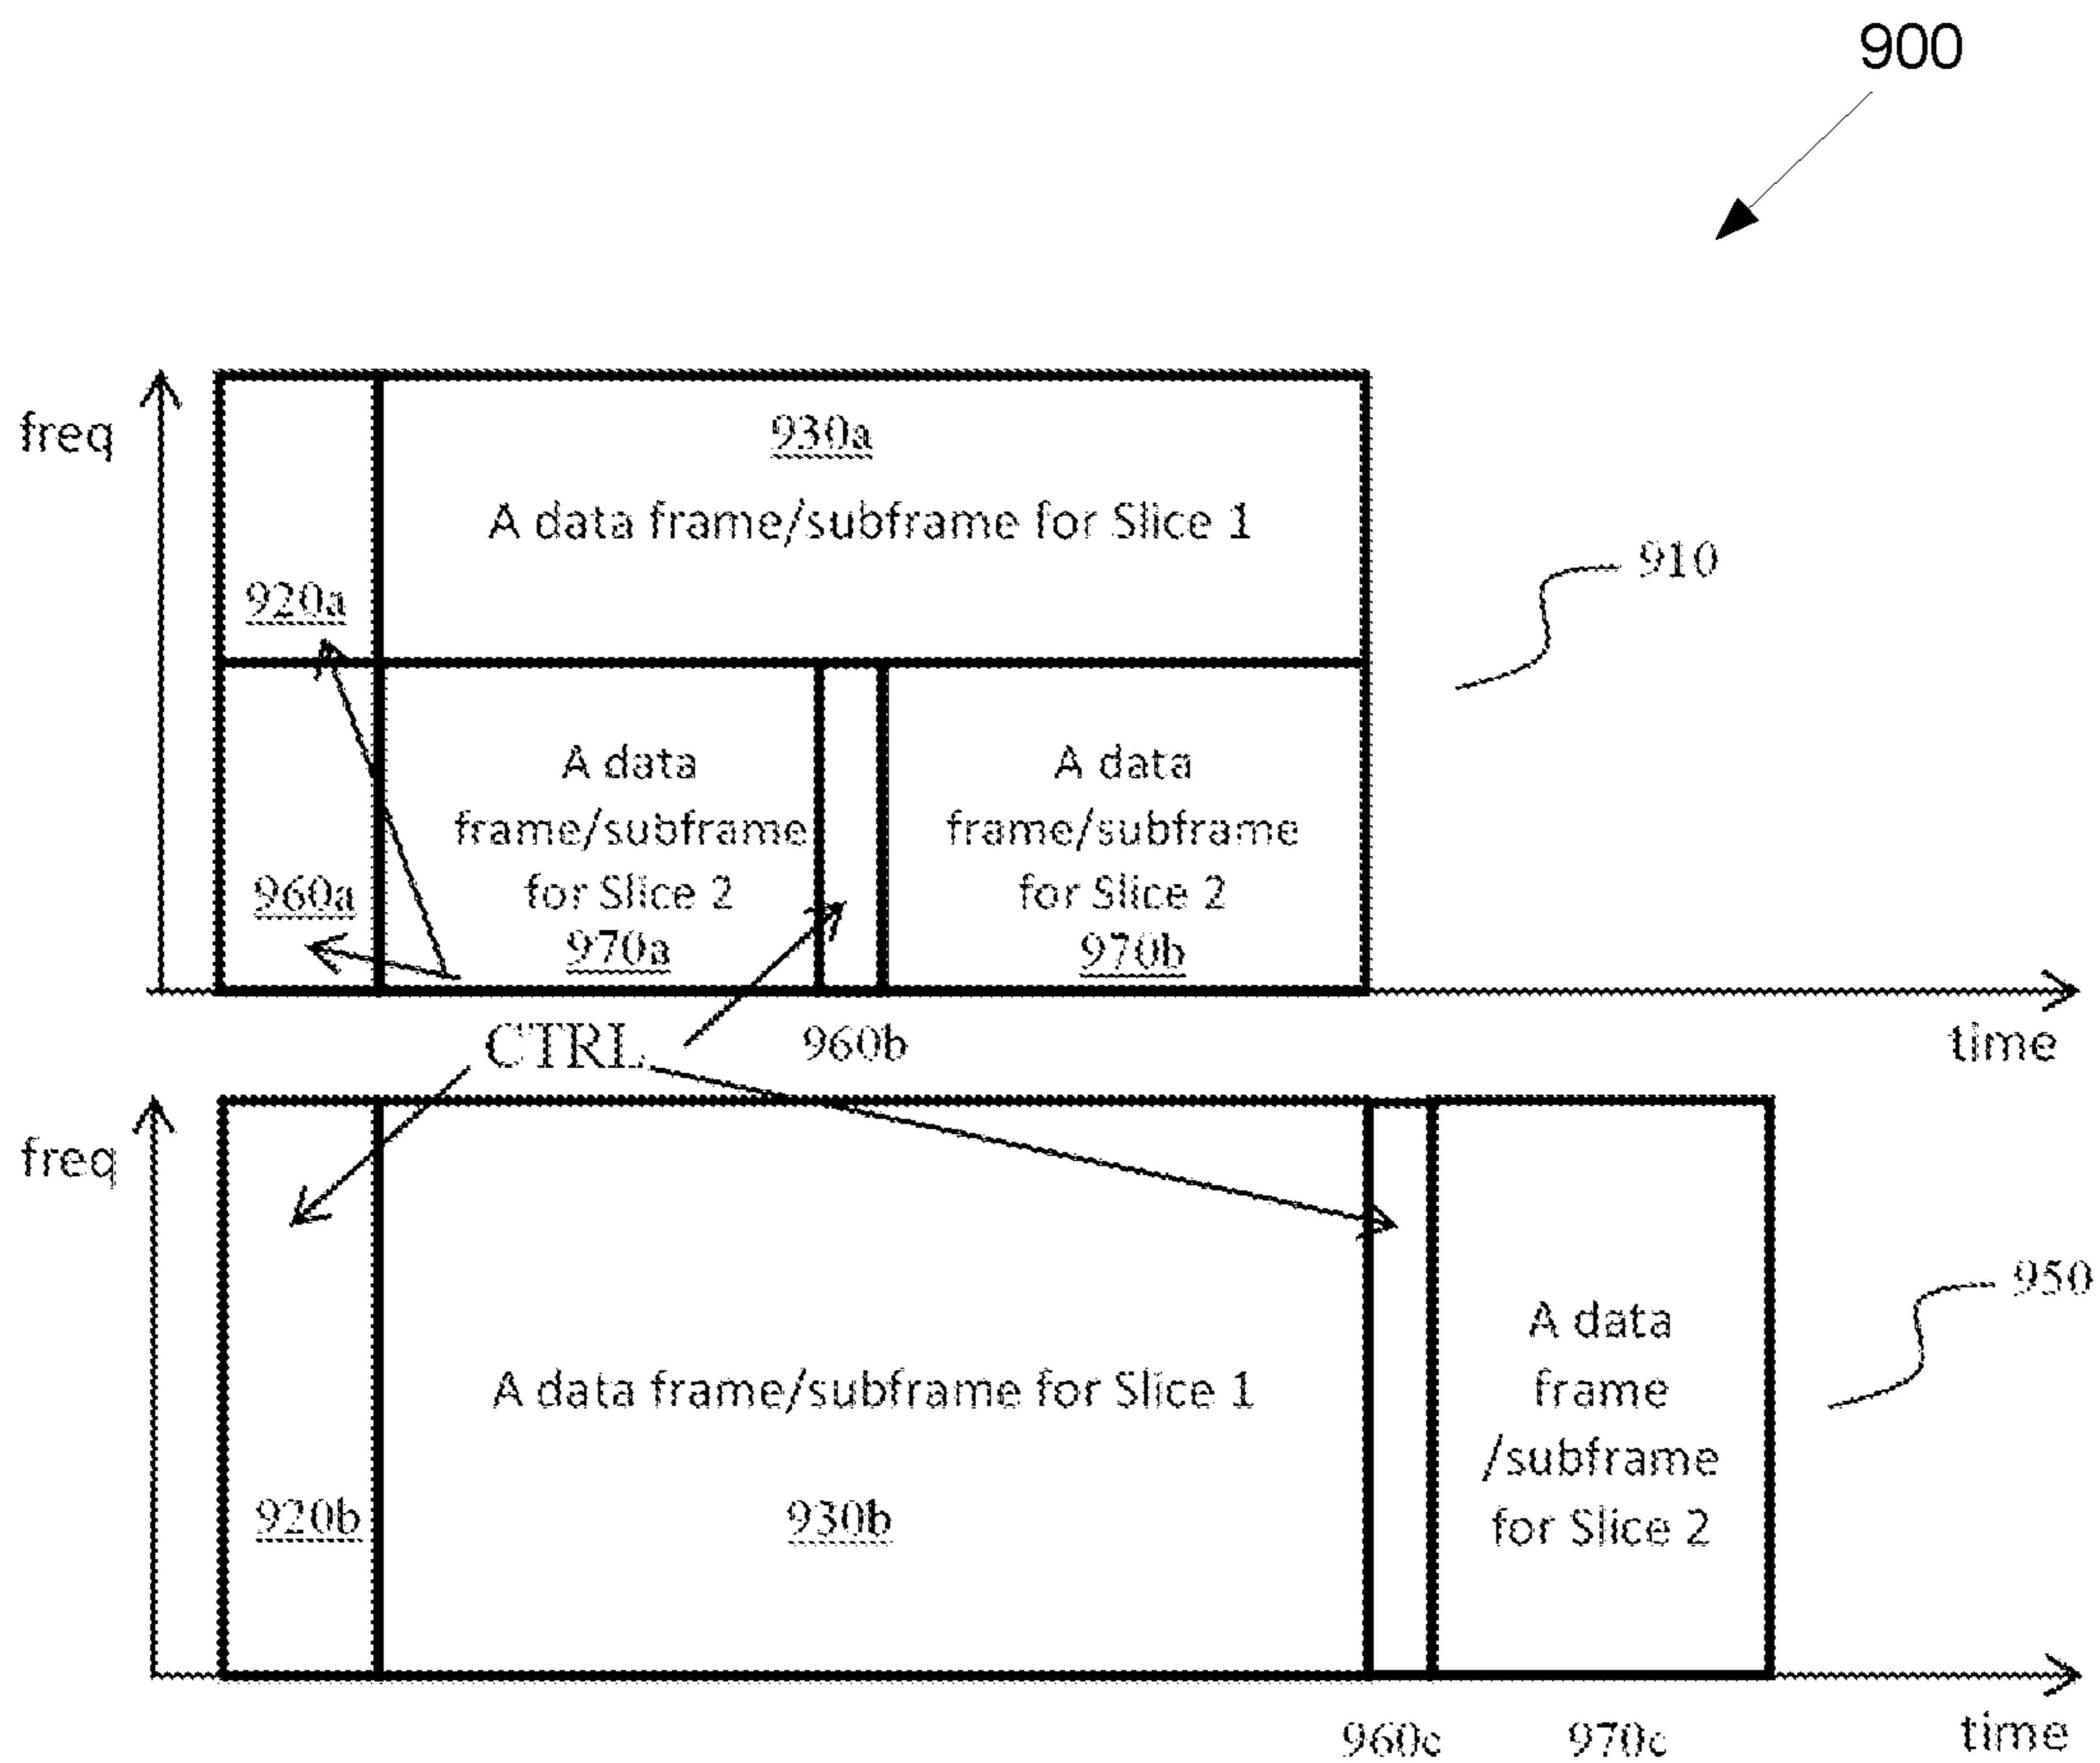 900
freq
930a
A data frame/subframe for Slice 1
910
920a
A data
frame/subframe
for Slice 2
970a
A data
frame/subframe
for Slice 2
970b
960a
CTRL
960b
time
freq
950
A data frame/subframe for Slice 1
A data
frame
/subframe
for Slice 2
920b
930b
960c
970c
time